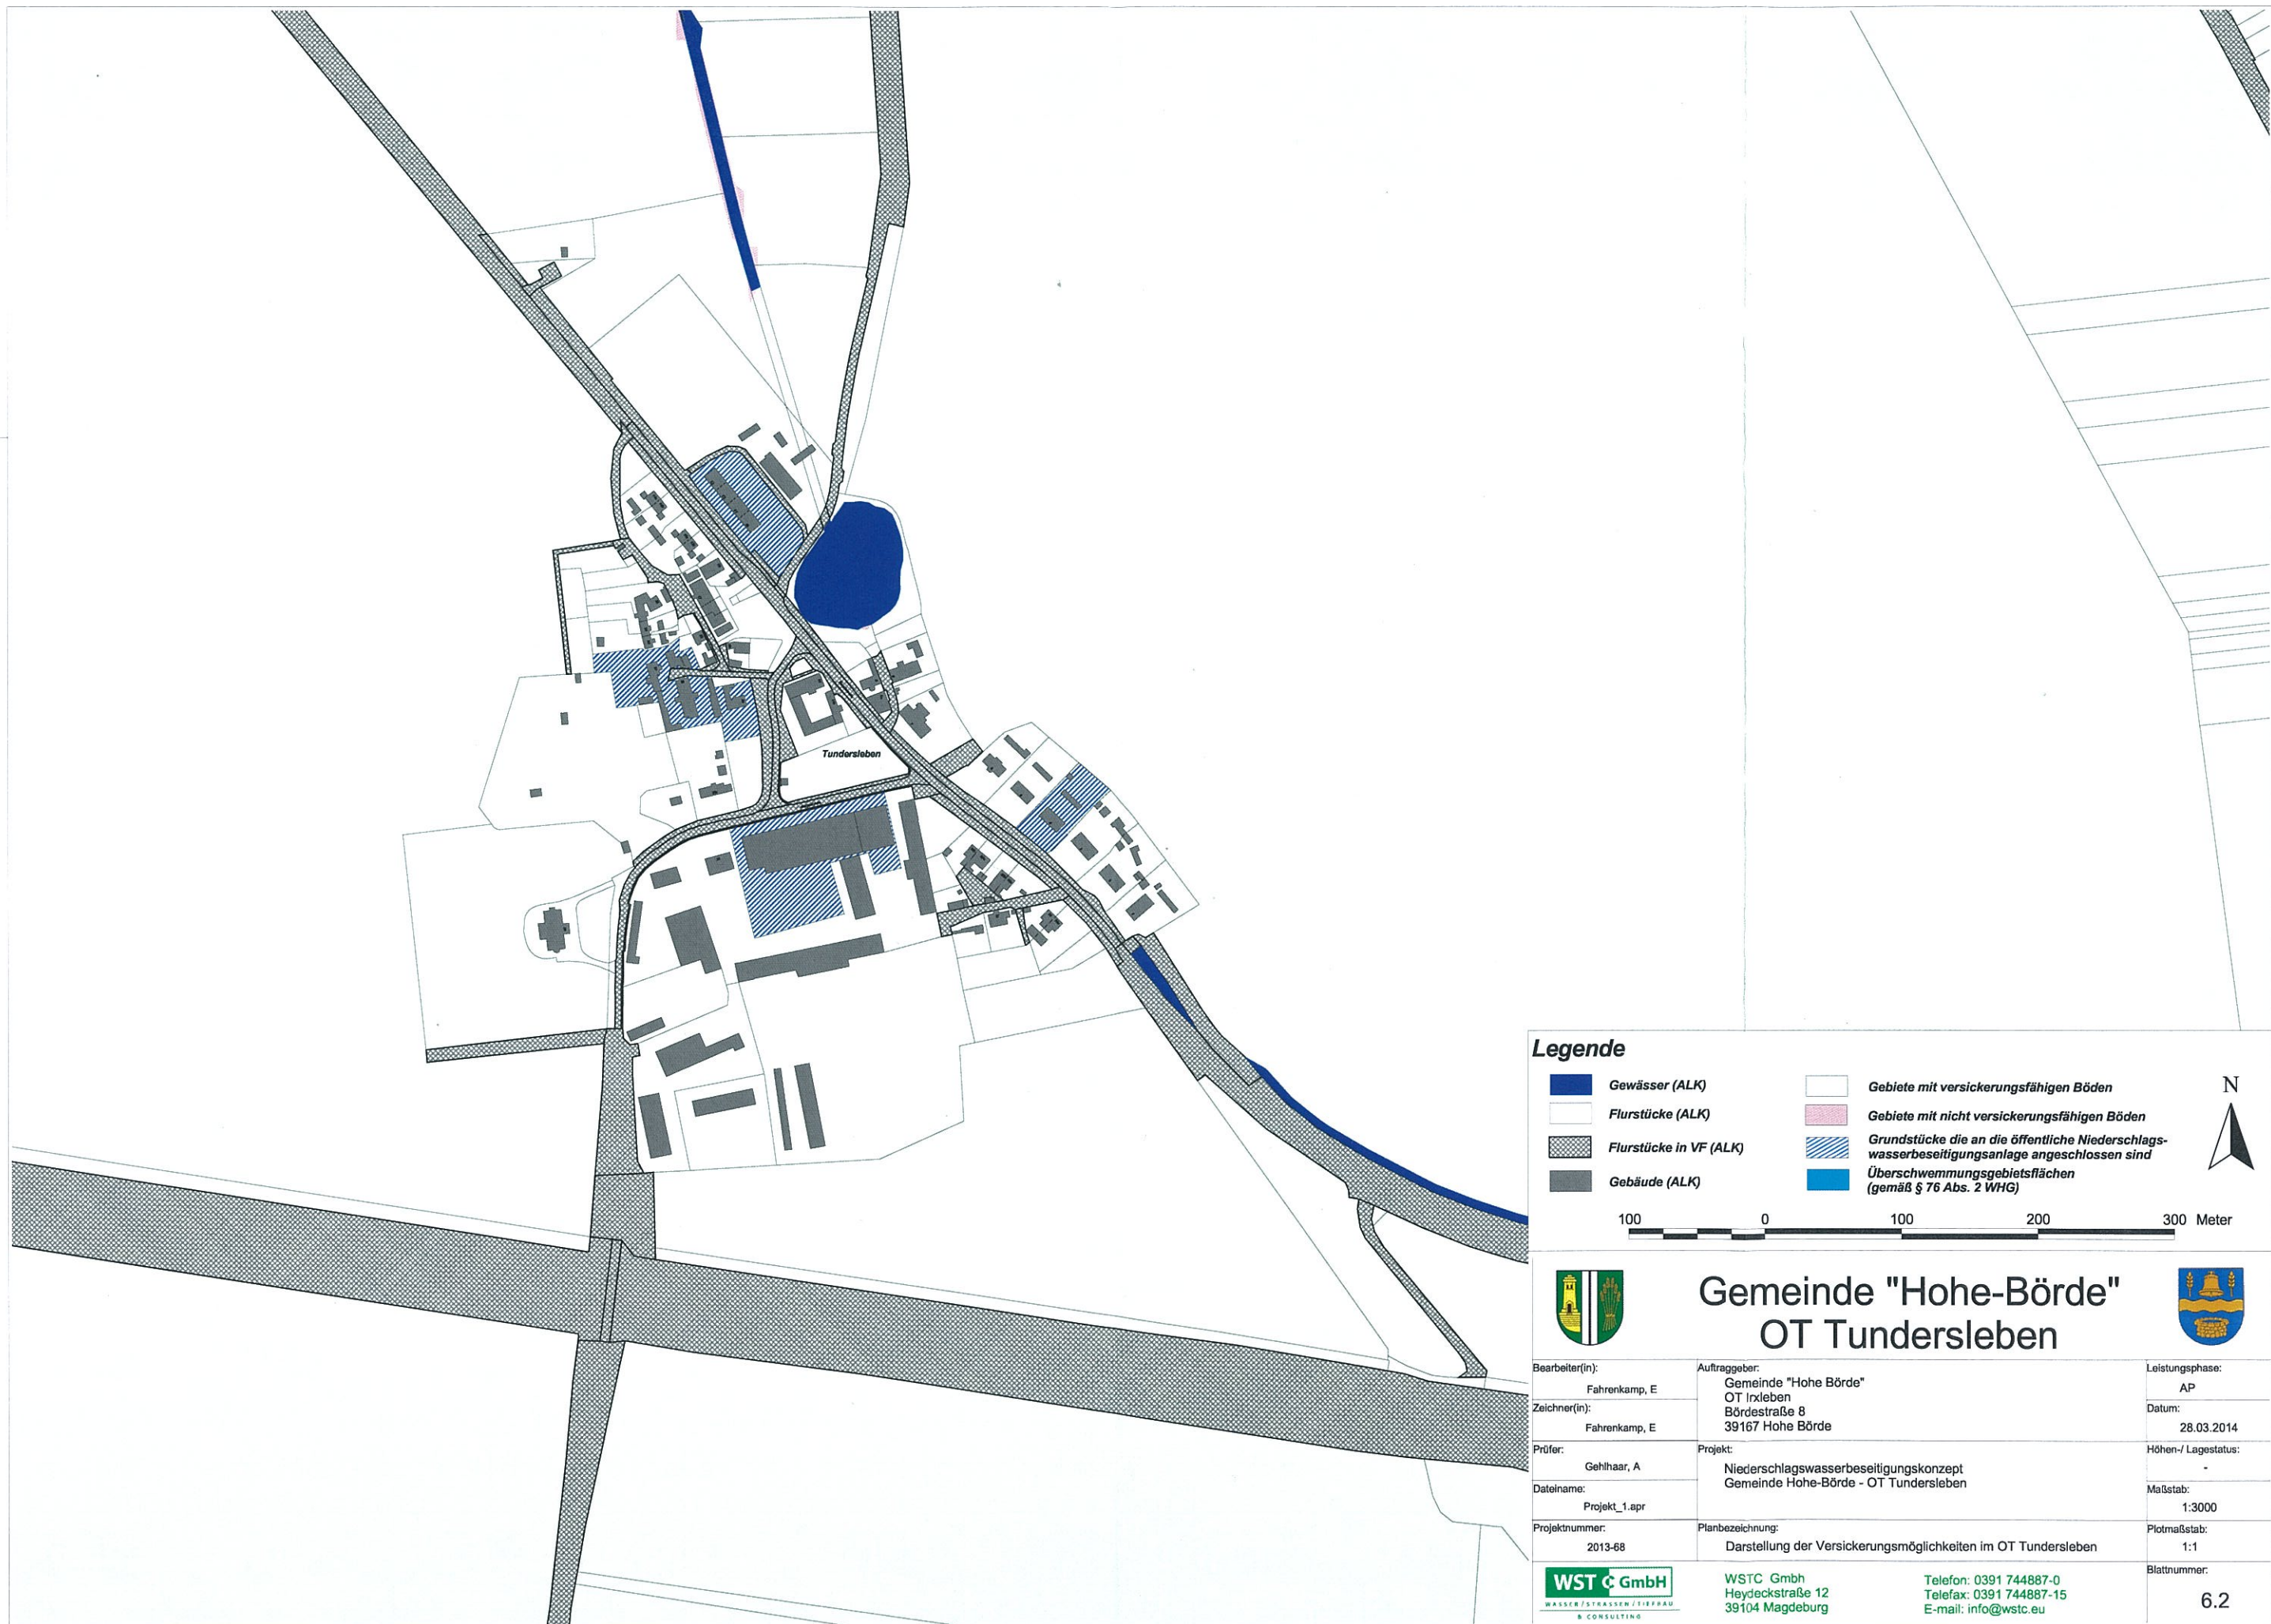 Tundersleben
Legende
Gewässer (ALK)
Flurstücke (ALK)
Flurstücke in VF (ALK)
Gebäude (ALK)
Gebiete mit versickerungsfähigen Böden
Gebiete mit nicht versickerungsfähigen Böden
Grundstücke die an die öffentliche Niederschlags-
wasserbeseitigungsanlage angeschlossen sind
Überschwemmungsgebietsflächen
(gemäß § 76 Abs. 2 WHG)
N
100 0 100 200 300 Meter
Gemeinde "Hohe-Börde"
OT Tundersleben
Bearbeiter(in):
Fahrenkamp, E
Zeichner(in):
Fahrenkamp, E
Prüfer:
Gehlhaar, A
Dateiname:
Projekt_1.apr
Projektnummer:
2013-68
Auftraggeber:
Gemeinde "Hohe Börde"
OT Irxleben
Bördestraße 8
39167 Hohe Börde
Projekt:
Niederschlagswasserbeseitigungskonzept
Gemeinde Hohe-Börde - OT Tundersleben
Planbezeichnung:
Darstellung der Versickerungsmöglichkeiten im OT Tundersleben
Leistungsphase:
AP
Datum:
28.03.2014
Höhen-/ Lagestatus:
-
Maßstab:
1:3000
Plotmaßstab:
1:1
Blattnummer:
6.2
WST C GmbH
WASSER/STRASSEN/TIEFBAU
& CONSULTING
WSTC Gmbh
Heydeckstraße 12
39104 Magdeburg
Telefon: 0391 744887-0
Telefax: 0391 744887-15
E-mail: info@wstc.eu